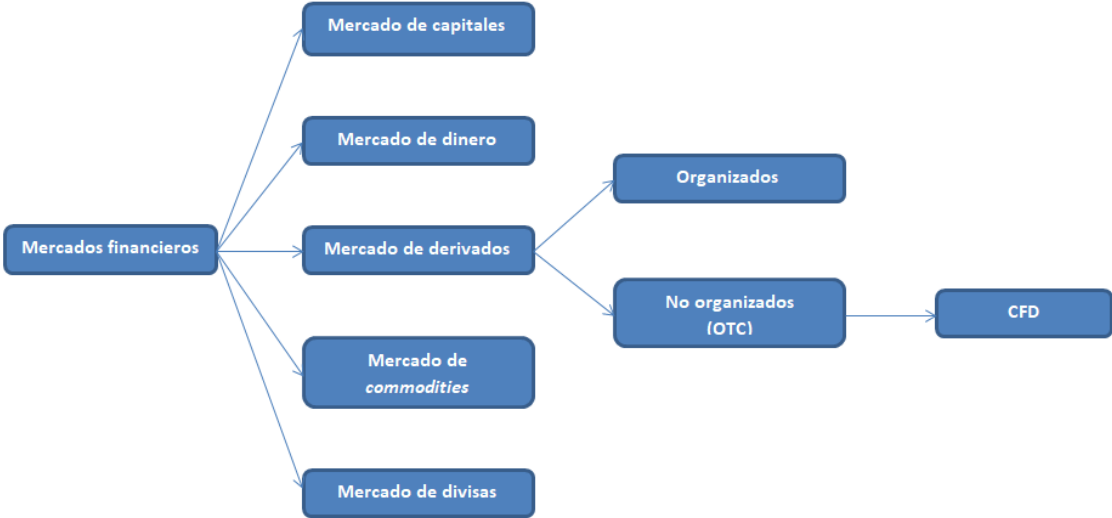 Mercado de capitales
Mercado de dinero
Organizados
Mercados financieros
Mercado de derivados
No organizados
(OTC)
CFD
Mercado de
commodities
Mercado de divisas